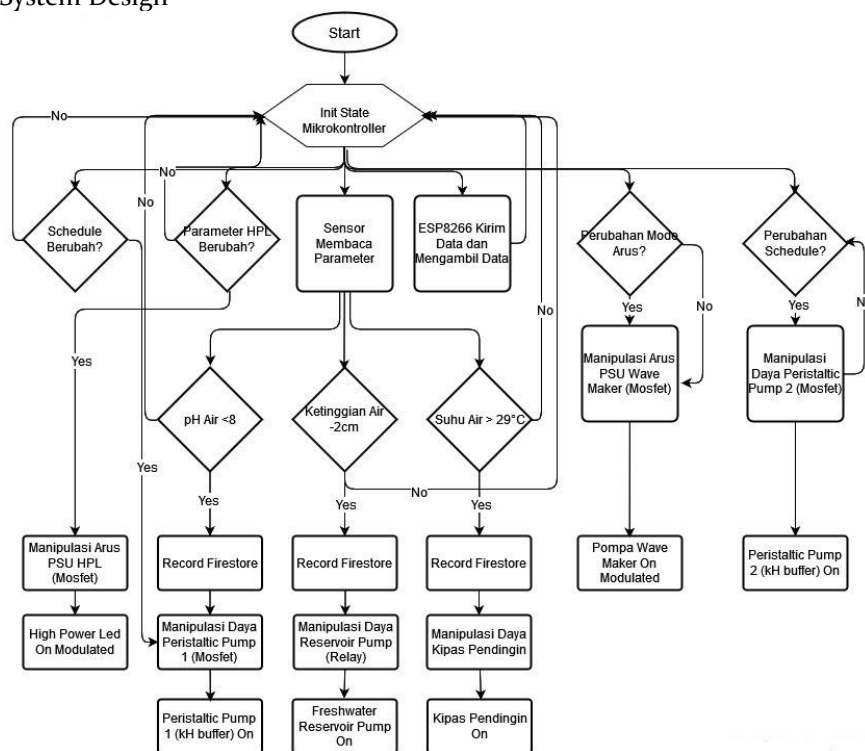 System Design
Start
Init State
Mikrokontroller
No
No
No
Schedule
Berubah?
Parameter HPL
Berubah?
Sensor
Membaca
Parameter
ESP8266 Kirim
Data dan
Mengambil Data
Perubahan Mode
Arus?
Perubahan
Schedule?
No
No
Yes
Yes
Yes
Manipulasi Arus
PSU Wave
Maker (Mosfet)
Manipulasi
Daya Peristaltic
Pump 2 (Mosfet)
pH Air <8
Ketinggian Air
-2cm
Suhu Air > 29°C
Yes
No
Yes
Yes
Yes
Manipulasi Arus
PSU HPL
(Mosfet)
Record Firestore
Record Firestore
Record Firestore
Pompa Wave
Maker On
Modulated
Peristaltic Pump
2 (kH buffer) On
High Power Led
On Modulated
Manipulasi Daya
Peristaltic Pump
1 (Mosfet)
Manipulasi Daya
Reservoir Pump
(Relay)
Manipulasi Daya
Kipas Pendingin
Peristaltic Pump
1 (kH buffer) On
Freshwater
Reservoir Pump
On
Kipas Pendingin
On